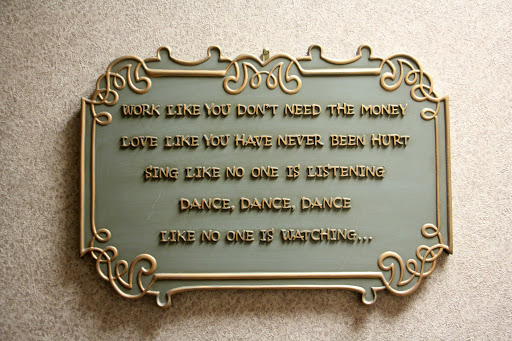 WORK LIKE YOU DON'T NEED THE MONEY
LOVE LIKE YOU HAVE NEVER BEEN HURT
SING LIKE NO ONE IS LISTENING
DANCE, DANCE, DANCE
LIKE NO ONE IS WATCHING...